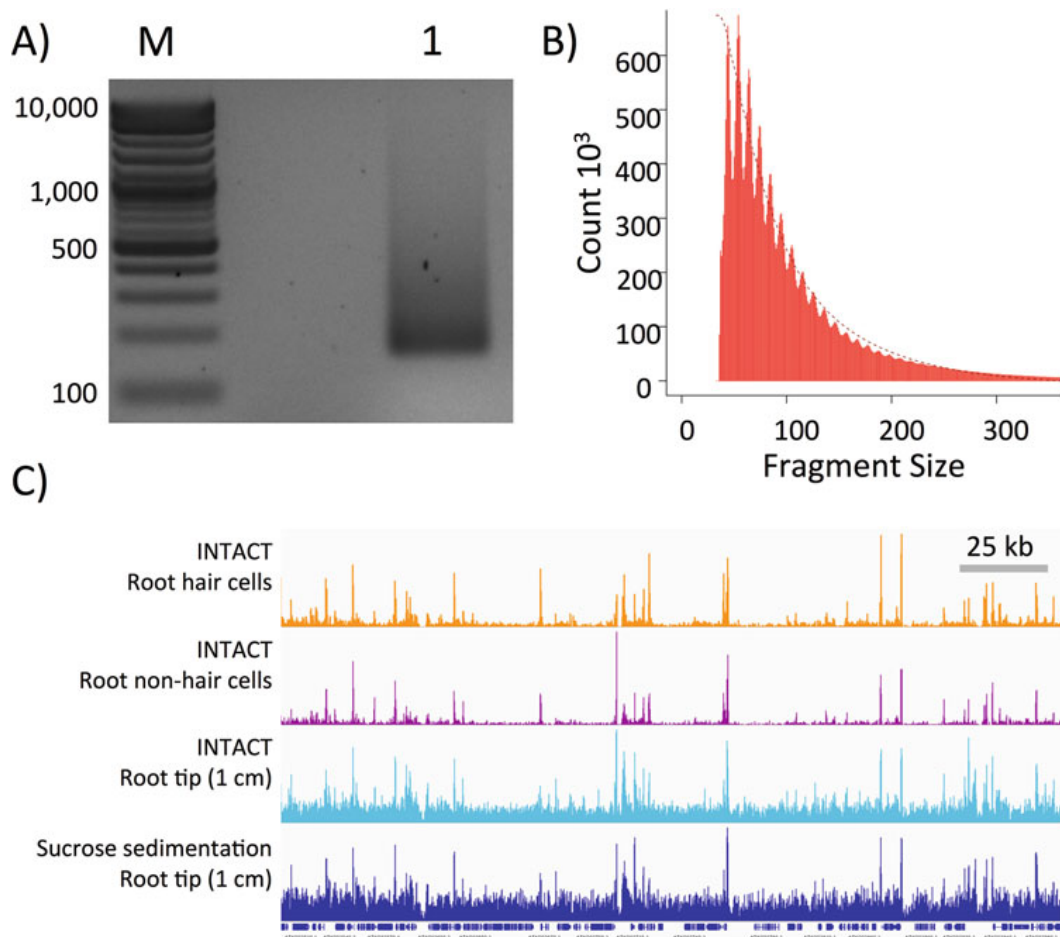 A)
M
1
10,000
1,000
500
100
B)
Count 10³
600
500
400
300
200
100
0
0
100
200
300
Fragment Size
C)
INTACT
Root hair cells
25 kb
INTACT
Root non-hair cells
INTACT
Root tip (1 cm)
Sucrose sedimentation
Root tip (1 cm)